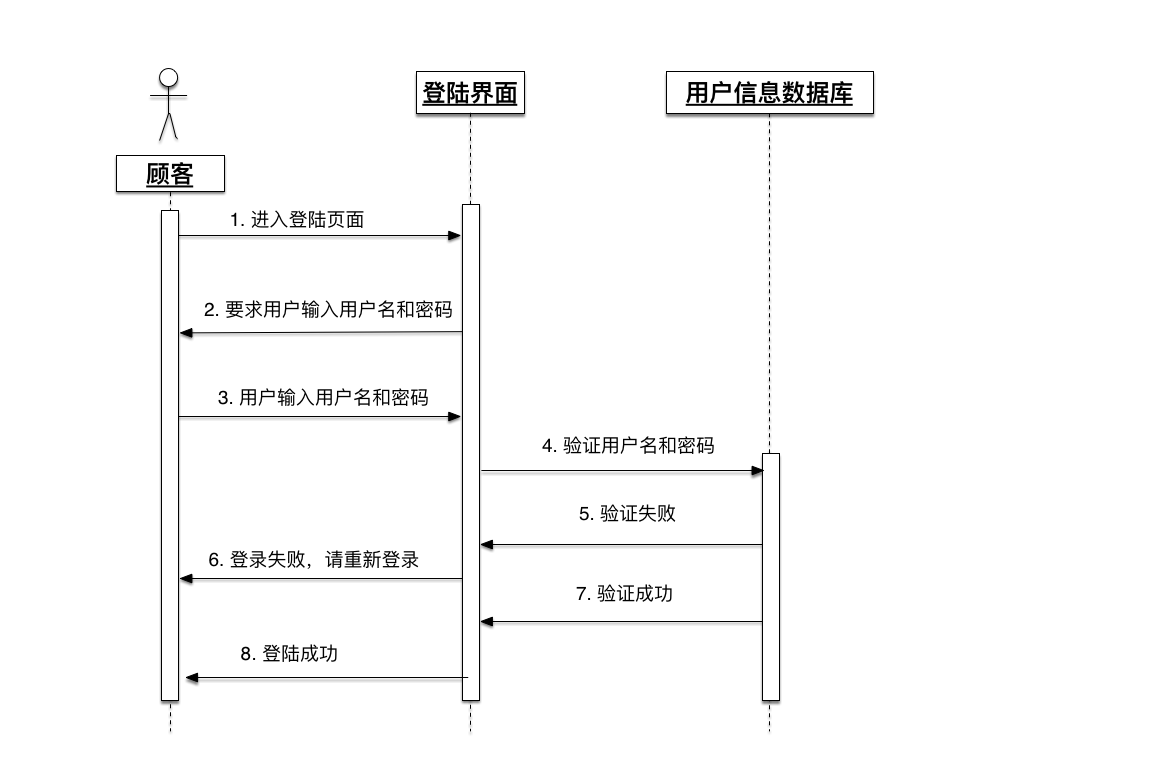 登陆界面
用户信息数据库
顾客
1. 进入登陆页面
2. 要求用户输入用户名和密码
3. 用户输入用户名和密码
4. 验证用户名和密码
5. 验证失败
6. 登录失败，请重新登录
7. 验证成功
8. 登陆成功